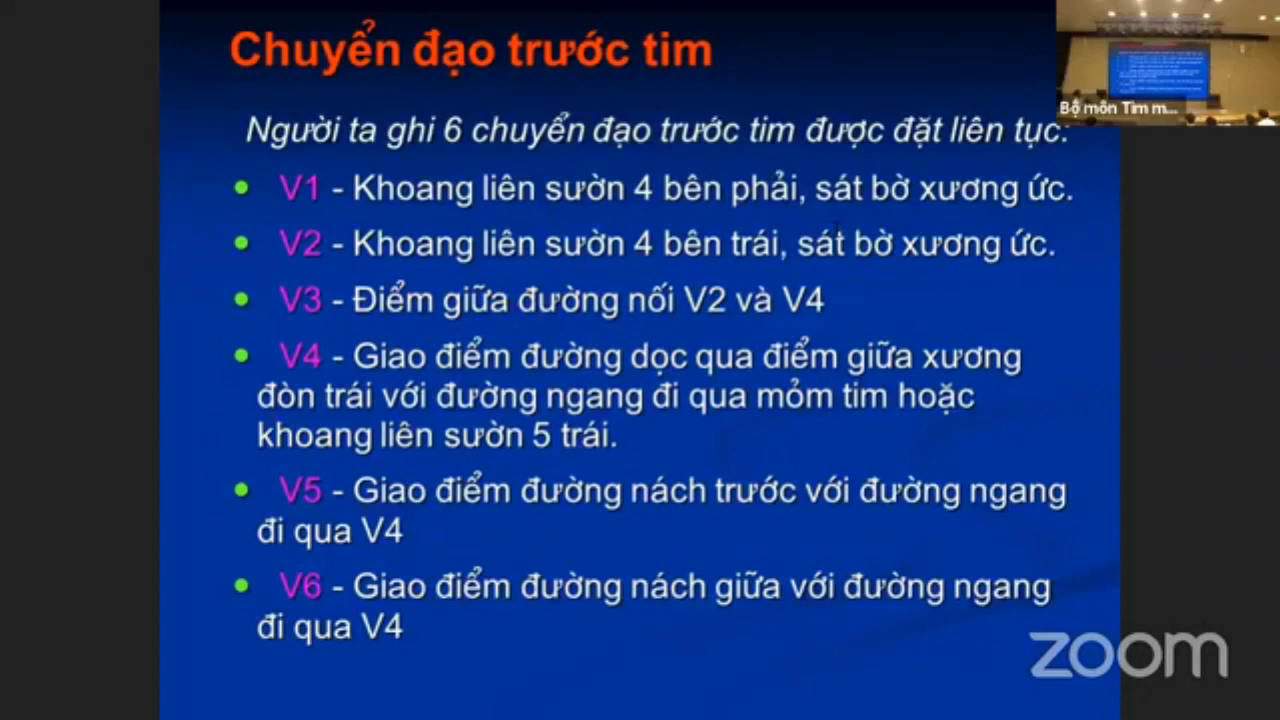 Chuyển đạo trước tim
Bộ môn Tim m...
Người ta ghi 6 chuyển đạo trước tim được đặt liên tục:
V1 - Khoang liên sườn 4 bên phải, sát bờ xương ức.
V2 - Khoang liên sườn 4 bên trái, sát bờ xương ức.
V3 - Điểm giữa đường nối V2 và V4
V4 - Giao điểm đường dọc qua điểm giữa xương
đòn trái với đường ngang đi qua mỏm tim hoặc
khoang liên sườn 5 trái.
V5 - Giao điểm đường nách trước với đường ngang
đi qua V4
V6 - Giao điểm đường nách giữa với đường ngang
đi qua V4
zoom